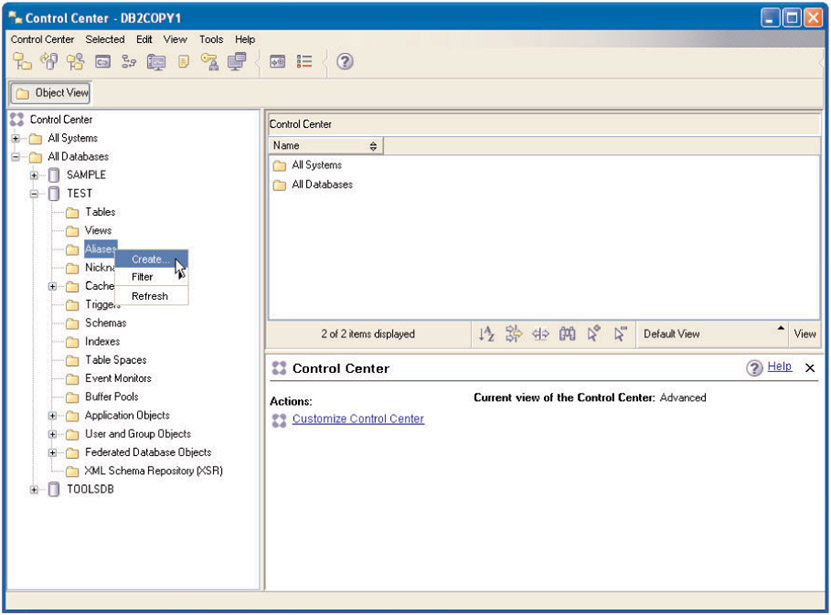 Control Center - DB2COPY1
Control Center Selected Edit View Tools Help
Object View
Control Center
All Systems
All Databases
SAMPLE
TEST
Tables
Views
Aliases
Create...
Filter
Refresh
Triggers
Schemas
Indexes
Table Spaces
Event Monitors
Buffer Pools
Application Objects
User and Group Objects
Federated Database Objects
XML Schema Repository (XSR)
TOOLSDB
Control Center
Name
All Systems
All Databases
2 of 2 items displayed
Default View
View
Control Center
Help
Actions:
Customize Control Center
Current view of the Control Center: Advanced